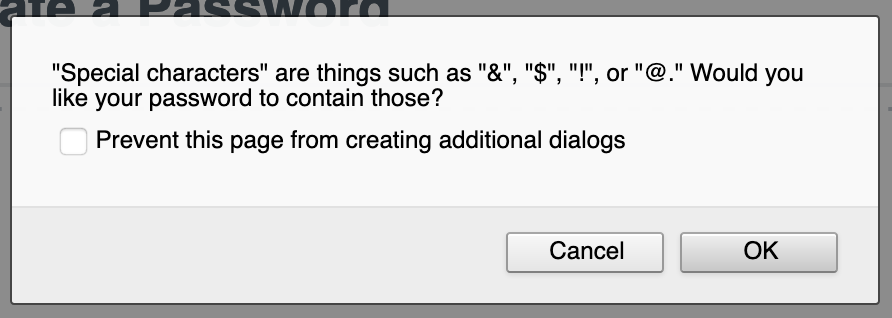 ate a Password
"Special characters" are things such as "&", "$", "!", or "@." Would you
like your password to contain those?
Prevent this page from creating additional dialogs
Cancel OK